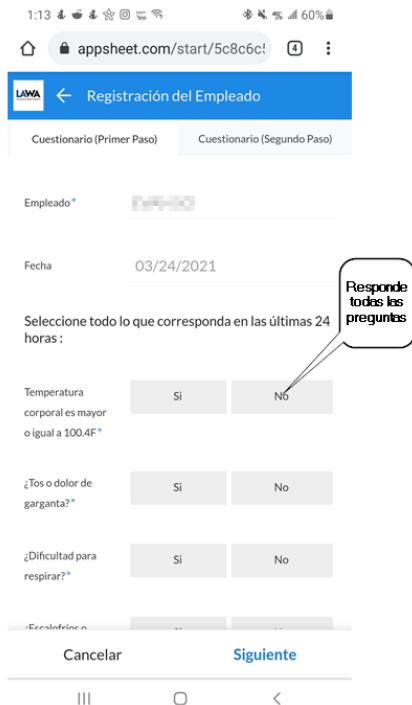 1:13 60%
appsheet.com/start/5c8c6c! 4
LAWA Registración del Empleado
Cuestionario (Primer Paso) Cuestionario (Segundo Paso)
Empleado*
Fecha 03/24/2021
Responde
todas las
preguntas
Seleccione todo lo que corresponda en las últimas 24
horas :
Temperatura
corporal es mayor
o igual a 100.4F*
Si No
¿Tos o dolor de
garganta?*
Si No
¿Dificultad para
respirar?*
Si No
¿Escalofríos o
Cancelar Siguiente